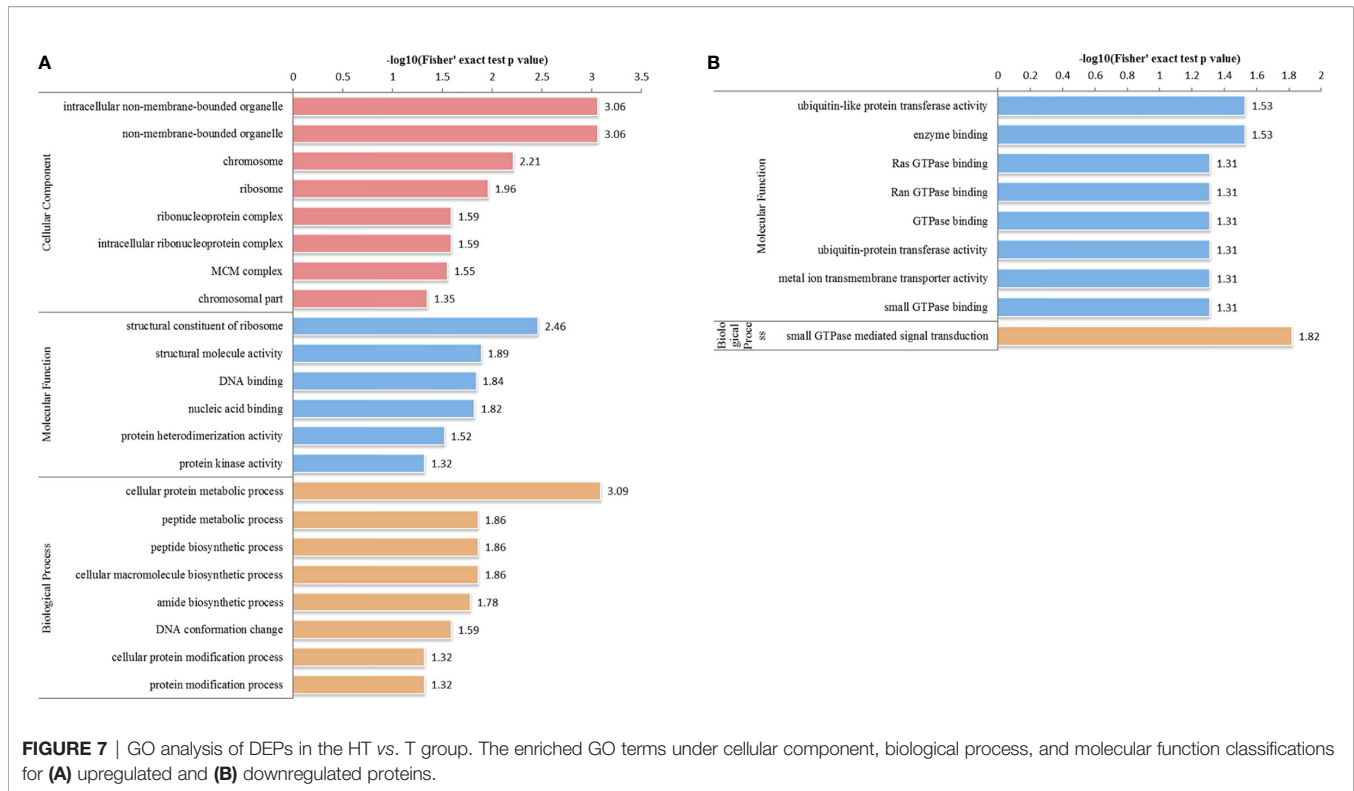 A
-log10(Fisher' exact test p value)
0 0.5 1 1.5 2 2.5 3 3.5
Cellular Component
intracellular non-membrane-bounded organelle 3.06
non-membrane-bounded organelle 3.06
chromosome 2.21
ribosome 1.96
ribonucleoprotein complex 1.59
intracellular ribonucleoprotein complex 1.59
MCM complex 1.55
chromosomal part 1.35
Molecular Function
structural constituent of ribosome 2.46
structural molecule activity 1.89
DNA binding 1.84
nucleic acid binding 1.82
protein heterodimerization activity 1.52
protein kinase activity 1.32
Biological Process
cellular protein metabolic process 3.09
peptide metabolic process 1.86
peptide biosynthetic process 1.86
cellular macromolecule biosynthetic process 1.86
amide biosynthetic process 1.78
DNA conformation change 1.59
cellular protein modification process 1.32
protein modification process 1.32
B
-log10(Fisher' exact test p value)
0 0.2 0.4 0.6 0.8 1 1.2 1.4 1.6 1.8 2
Molecular Function
ubiquitin-like protein transferase activity 1.53
enzyme binding 1.53
Ras GTPase binding 1.31
Ran GTPase binding 1.31
GTPase binding 1.31
ubiquitin-protein transferase activity 1.31
metal ion transmembrane transporter activity 1.31
small GTPase binding 1.31
Biolo
gical
Proce
ss
small GTPase mediated signal transduction 1.82
FIGURE 7 | GO analysis of DEPs in the HT vs. T group. The enriched GO terms under cellular component, biological process, and molecular function classifications
for (A) upregulated and (B) downregulated proteins.